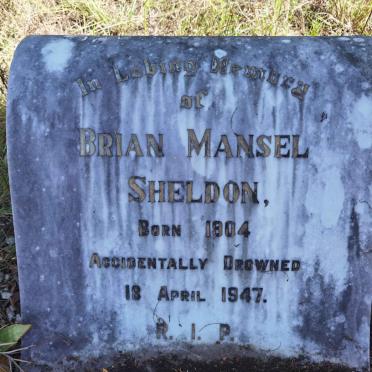 In Loving Memory
of
BRIAN MANSEL
SHELDON,
BORN 1904
ACCIDENTALLY DROWNED
18 APRIL 1947.
R. I. P.